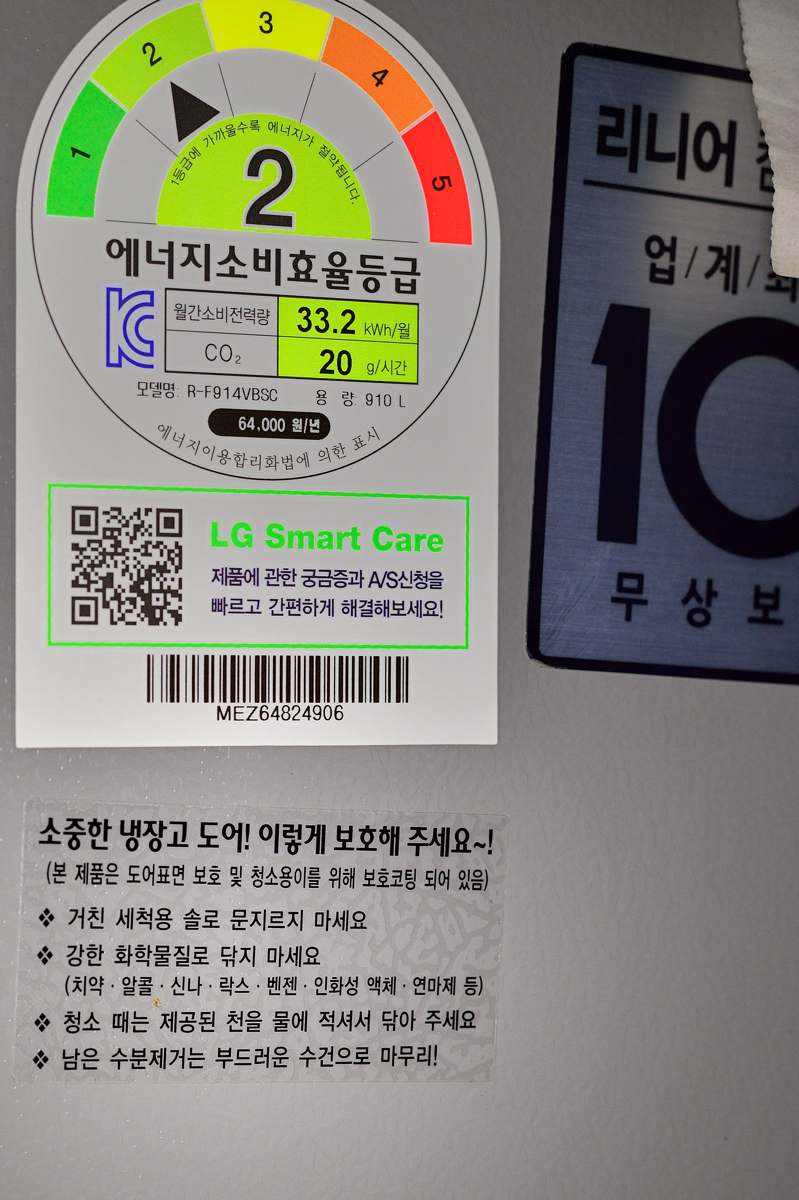 1
2
3
4
5
1등급에 가까울수록 에너지가 절약됩니다.
2
에너지소비효율등급
월간소비전력량 33.2 kWh/월
CO₂ 20 g/시간
모델명: R-F914VBSC 용 량: 910 L
64.000 원/년
에너지이용합리화법에 의한 표시
LG Smart Care
제품에 관한 궁금증과 A/S신청을
빠르고 간편하게 해결해보세요!
MEZ64824906
리니어
업/계/최
10
무 상 보
소중한 냉장고 도어! 이렇게 보호해 주세요~!
(본 제품은 도어표면 보호 및 청소용이를 위해 보호코팅 되어 있음)
❖ 거친 세척용 솔로 문지르지 마세요
❖ 강한 화학물질로 닦지 마세요
(치약 · 알콜 · 신나 · 락스 · 벤젠 · 인화성 액체 · 연마제 등)
❖ 청소 때는 제공된 천을 물에 적셔서 닦아 주세요
❖ 남은 수분제거는 부드러운 수건으로 마무리!